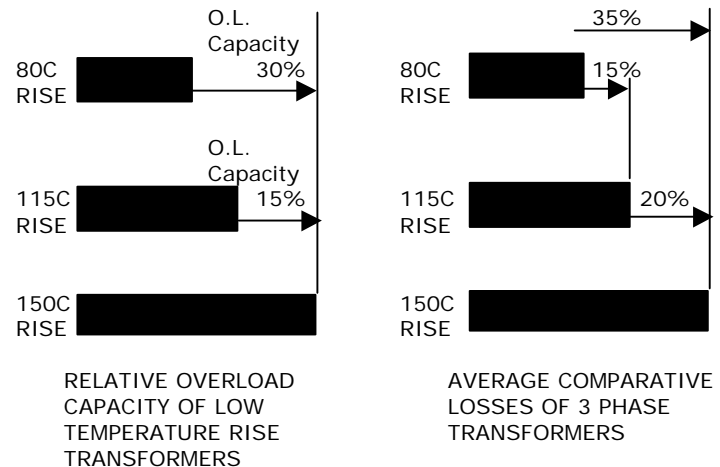 O.L.
Capacity
80C
RISE
30%
O.L.
Capacity
115C
RISE
15%
150C
RISE
RELATIVE OVERLOAD
CAPACITY OF LOW
TEMPERATURE RISE
TRANSFORMERS
35%
80C
RISE
15%
115C
RISE
20%
150C
RISE
AVERAGE COMPARATIVE
LOSSES OF 3 PHASE
TRANSFORMERS